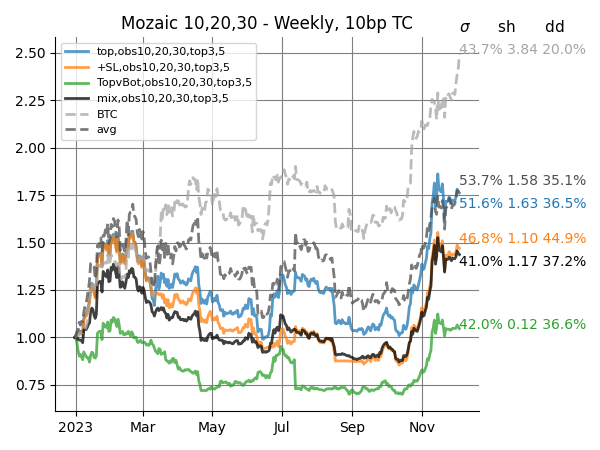 Mozaic 10,20,30 - Weekly, 10bp TC
σ sh dd
2.50
2.25
2.00
1.75
1.50
1.25
1.00
0.75
top,obs10,20,30,top3,5
+SL,obs10,20,30,top3,5
TopvBot,obs10,20,30,top3,5
mix,obs10,20,30,top3,5
BTC
avg
43.7% 3.84 20.0%
53.7% 1.58 35.1%
51.6% 1.63 36.5%
46.8% 1.10 44.9%
41.0% 1.17 37.2%
42.0% 0.12 36.6%
2023 Mar May Jul Sep Nov